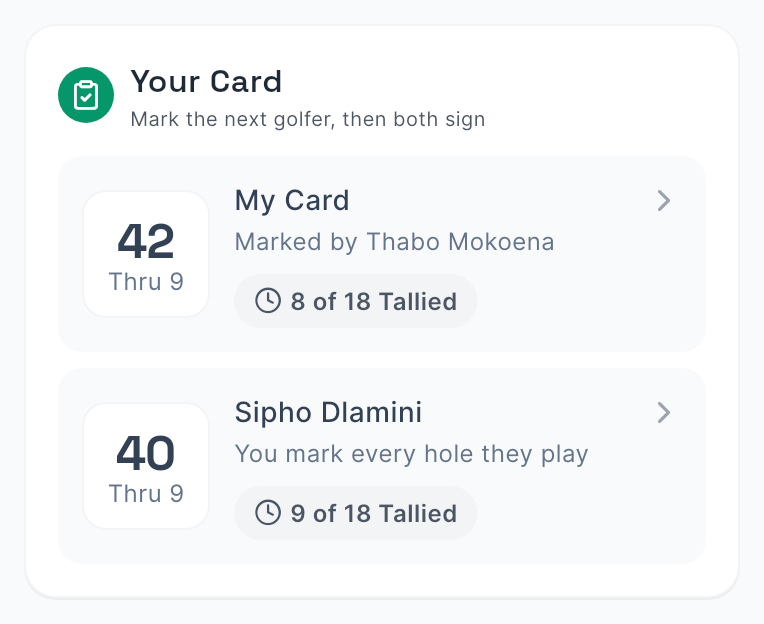 Your Card
Mark the next golfer, then both sign
42
Thru 9
My Card
Marked by Thabo Mokoena
8 of 18 Tallied
40
Thru 9
Sipho Dlamini
You mark every hole they play
9 of 18 Tallied